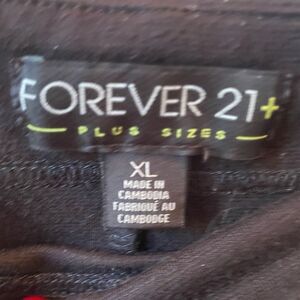 FOREVER 21+
PLUS SIZES
XL
MADE IN
CAMBODIA
FABRIQUÉ AU
CAMBODGE